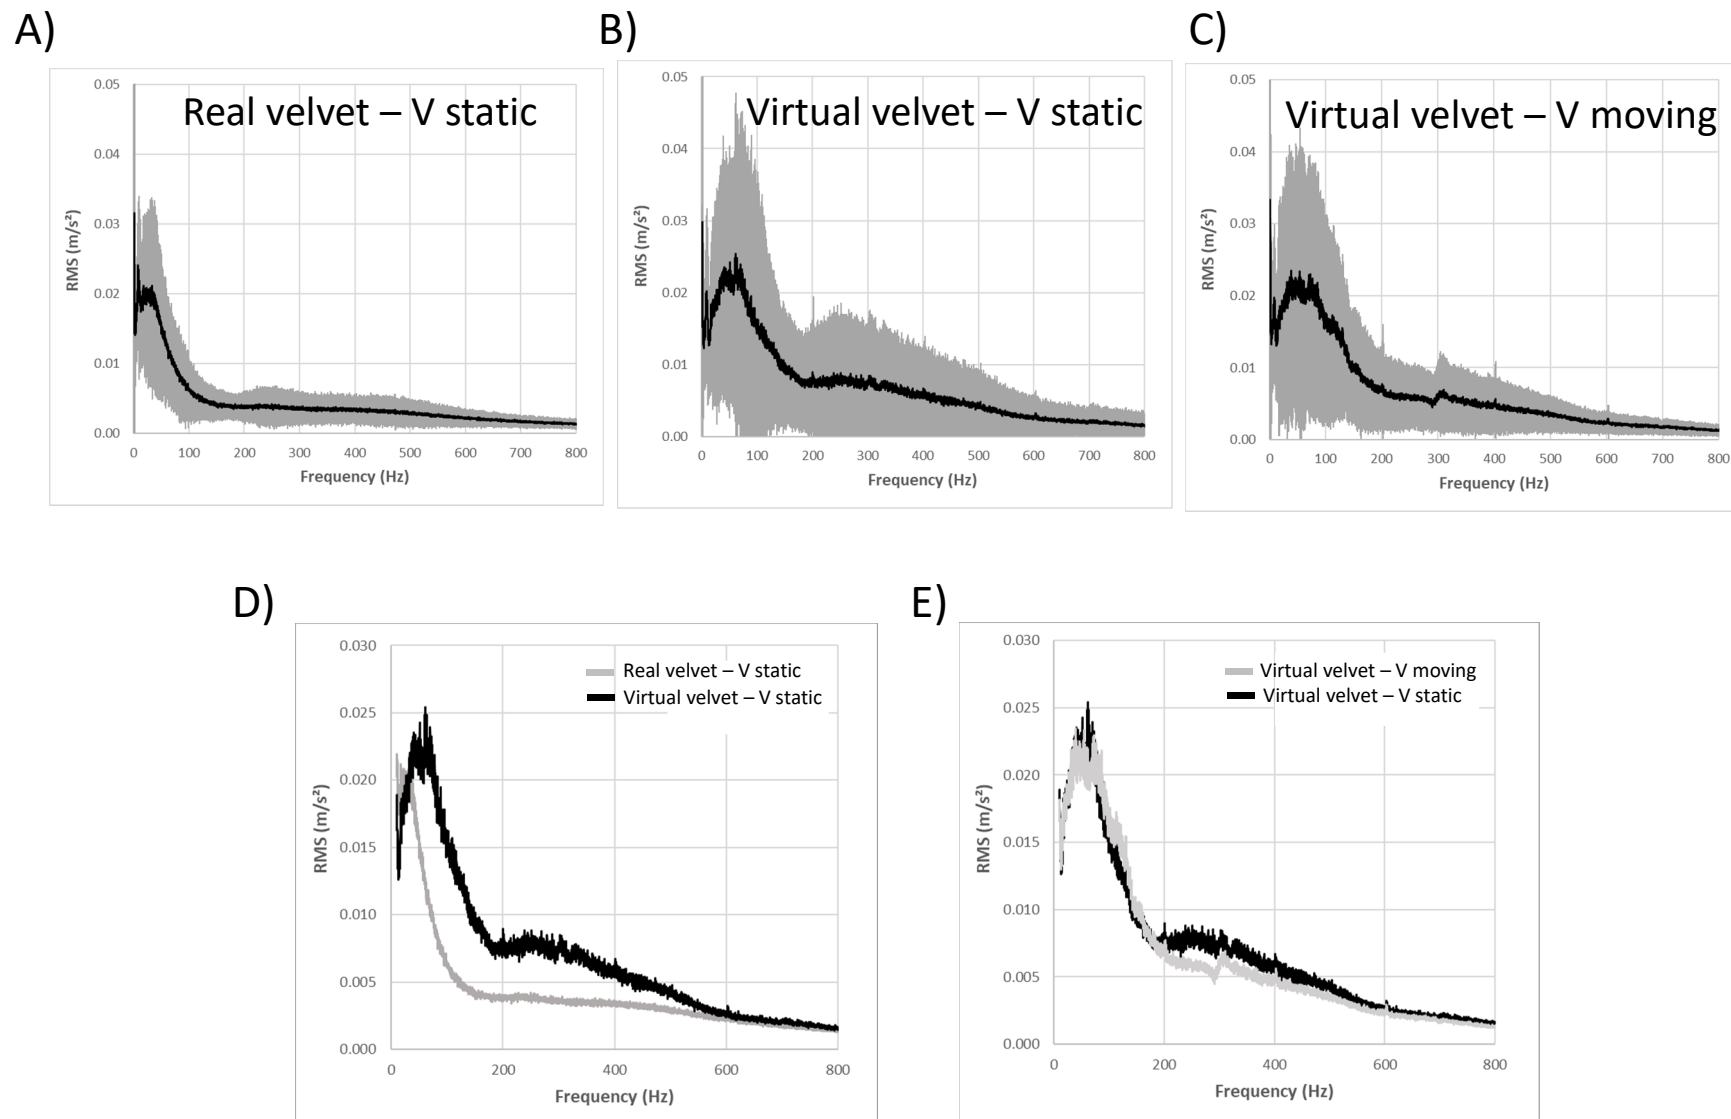 A)
B)
C)
Real velvet – V static
0.05
0.04
0.03
0.02
0.01
0.00
RMS (m/s²)
0 100 200 300 400 500 600 700 800
Frequency (Hz)
Virtual velvet – V static
0.05
0.04
0.03
0.02
0.01
0.00
RMS (m/s²)
0 100 200 300 400 500 600 700 800
Frequency (Hz)
Virtual velvet – V moving
0.05
0.04
0.03
0.02
0.01
0.00
RMS (m/s²)
0 100 200 300 400 500 600 700 800
Frequency (Hz)
D)
0.030
0.025
0.020
0.015
0.010
0.005
0.000
RMS (m/s²)
Real velvet – V static
Virtual velvet – V static
0 200 400 600 800
Frequency (Hz)
E)
0.030
0.025
0.020
0.015
0.010
0.005
0.000
RMS (m/s²)
Virtual velvet – V moving
Virtual velvet – V static
0 200 400 600 800
Frequency (Hz)